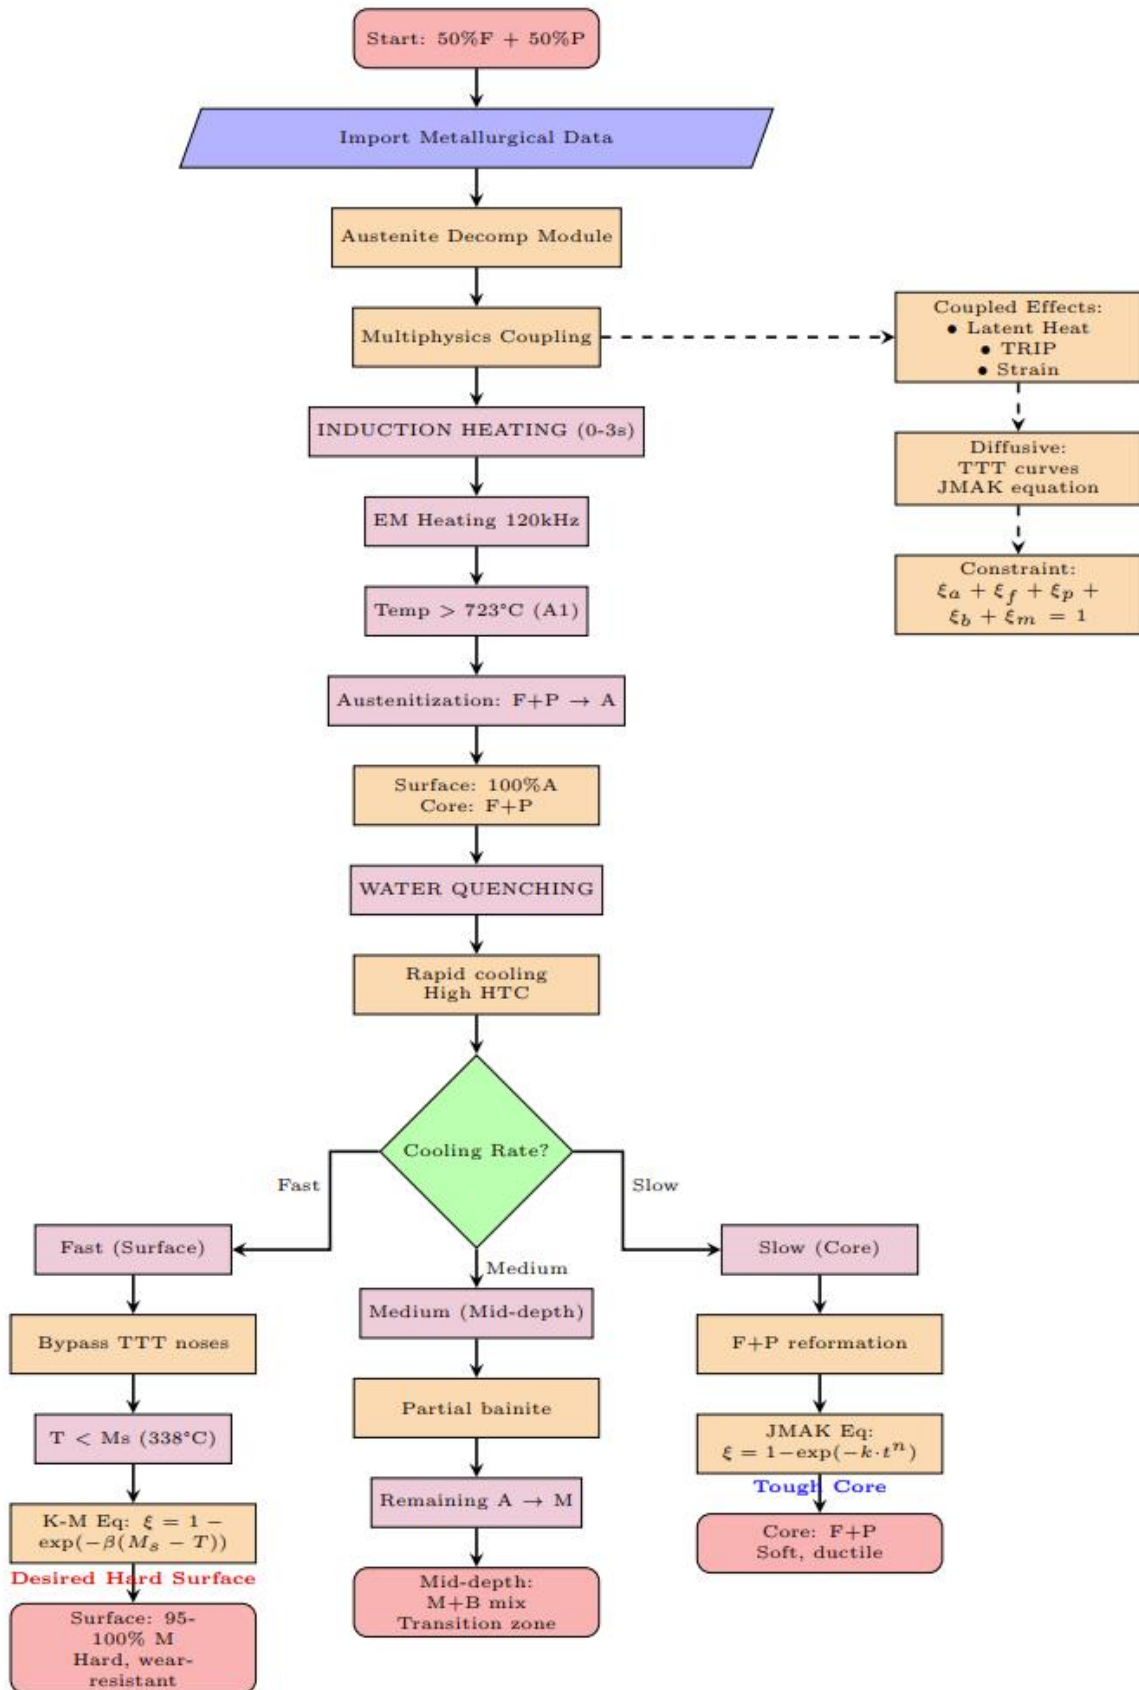 Start: 50%F + 50%P
Import Metallurgical Data
Austenite Decomp Module
Multiphysics Coupling
Coupled Effects:
• Latent Heat
• TRIP
• Strain
Diffusive:
TTT curves
JMAK equation
Constraint:
ξₐ + ξ_f + ξₚ +
ξ_b + ξₘ = 1
INDUCTION HEATING (0-3s)
EM Heating 120kHz
Temp > 723°C (A1)
Austenitization: F+P → A
Surface: 100%A
Core: F+P
WATER QUENCHING
Rapid cooling
High HTC
Cooling Rate?
Fast
Medium
Slow
Fast (Surface)
Bypass TTT noses
T < Ms (338°C)
K-M Eq: ξ = 1 −
exp(−β(Mₛ − T))
Desired Hard Surface
Surface: 95-
100% M
Hard, wear-
resistant
Medium (Mid-depth)
Partial bainite
Remaining A → M
Mid-depth:
M+B mix
Transition zone
Slow (Core)
F+P reformation
JMAK Eq:
ξ = 1−exp(−k·tⁿ)
Tough Core
Core: F+P
Soft, ductile